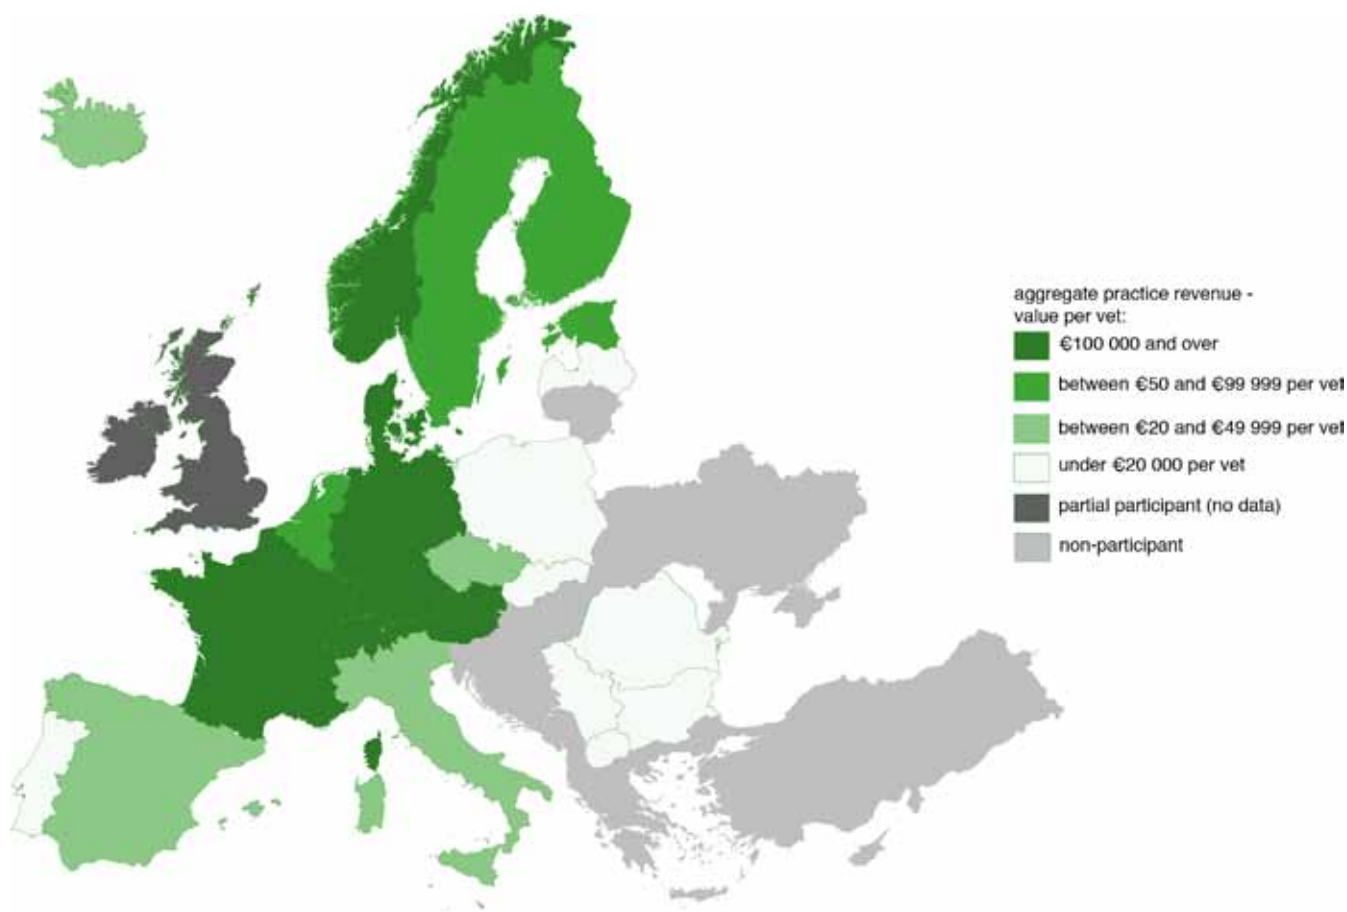 aggregate practice revenue -
value per vet:
€100 000 and over
between €50 and €99 999 per vet
between €20 and €49 999 per vet
under €20 000 per vet
partial participant (no data)
non-participant